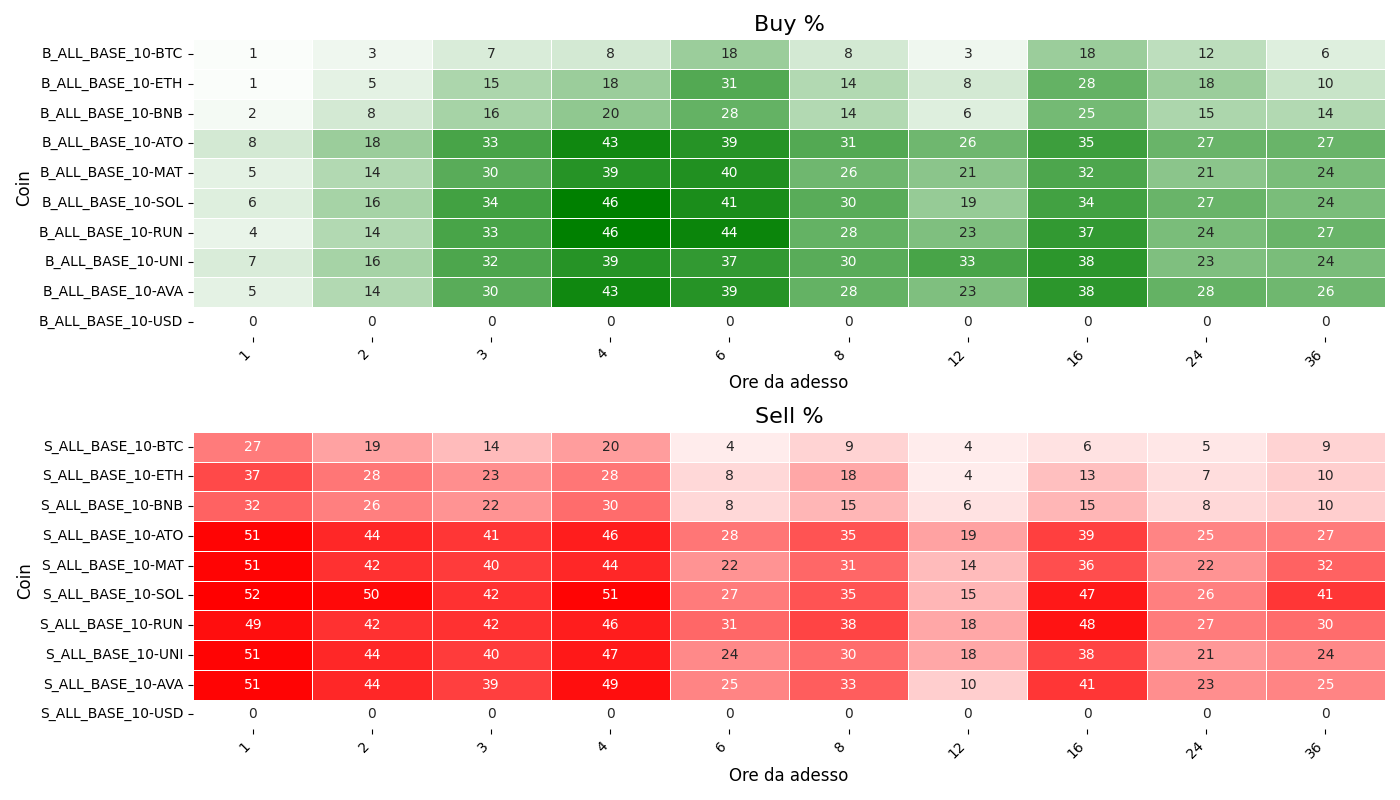 Buy %
Coin
B_ALL_BASE_10-BTC 1 3 7 8 18 8 3 18 12 6
B_ALL_BASE_10-ETH 1 5 15 18 31 14 8 28 18 10
B_ALL_BASE_10-BNB 2 8 16 20 28 14 6 25 15 14
B_ALL_BASE_10-ATO 8 18 33 43 39 31 26 35 27 27
B_ALL_BASE_10-MAT 5 14 30 39 40 26 21 32 21 24
B_ALL_BASE_10-SOL 6 16 34 46 41 30 19 34 27 24
B_ALL_BASE_10-RUN 4 14 33 46 44 28 23 37 24 27
B_ALL_BASE_10-UNI 7 16 32 39 37 30 33 38 23 24
B_ALL_BASE_10-AVA 5 14 30 43 39 28 23 38 28 26
B_ALL_BASE_10-USD 0 0 0 0 0 0 0 0 0 0
1 2 3 4 6 8 12 16 24 36
Ore da adesso
Sell %
Coin
S_ALL_BASE_10-BTC 27 19 14 20 4 9 4 6 5 9
S_ALL_BASE_10-ETH 37 28 23 28 8 18 4 13 7 10
S_ALL_BASE_10-BNB 32 26 22 30 8 15 6 15 8 10
S_ALL_BASE_10-ATO 51 44 41 46 28 35 19 39 25 27
S_ALL_BASE_10-MAT 51 42 40 44 22 31 14 36 22 32
S_ALL_BASE_10-SOL 52 50 42 51 27 35 15 47 26 41
S_ALL_BASE_10-RUN 49 42 42 46 31 38 18 48 27 30
S_ALL_BASE_10-UNI 51 44 40 47 24 30 18 38 21 24
S_ALL_BASE_10-AVA 51 44 39 49 25 33 10 41 23 25
S_ALL_BASE_10-USD 0 0 0 0 0 0 0 0 0 0
1 2 3 4 6 8 12 16 24 36
Ore da adesso